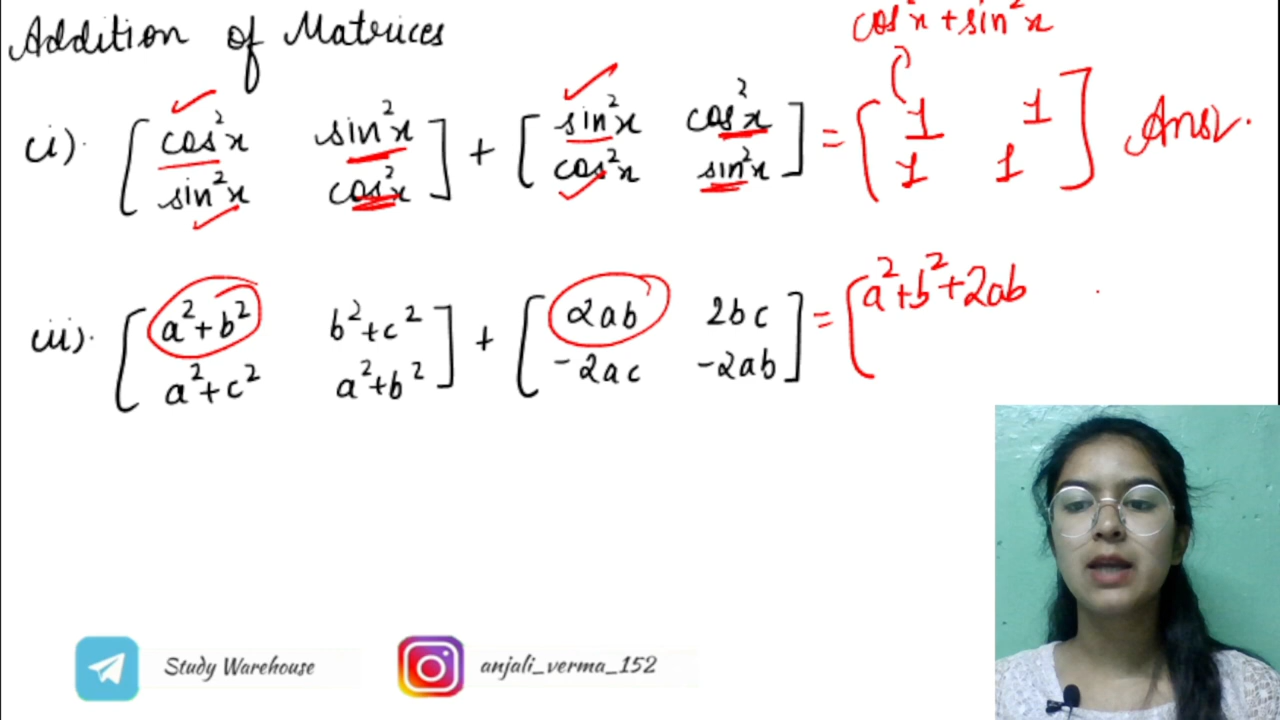 Addition of Matrices
cos²x + sin²x
(i). [ cos²x sin²x ] + [ sin²x cos²x ] = [ 1 1 ] Ans.
sin²x cos²x cos²x sin²x 1 1
(ii). [ a²+b² b²+c² ] + [ 2ab 2bc ] = [ a²+b²+2ab
a²+c² a²+b² -2ac -2ab
Study Warehouse
anjali_verma_152